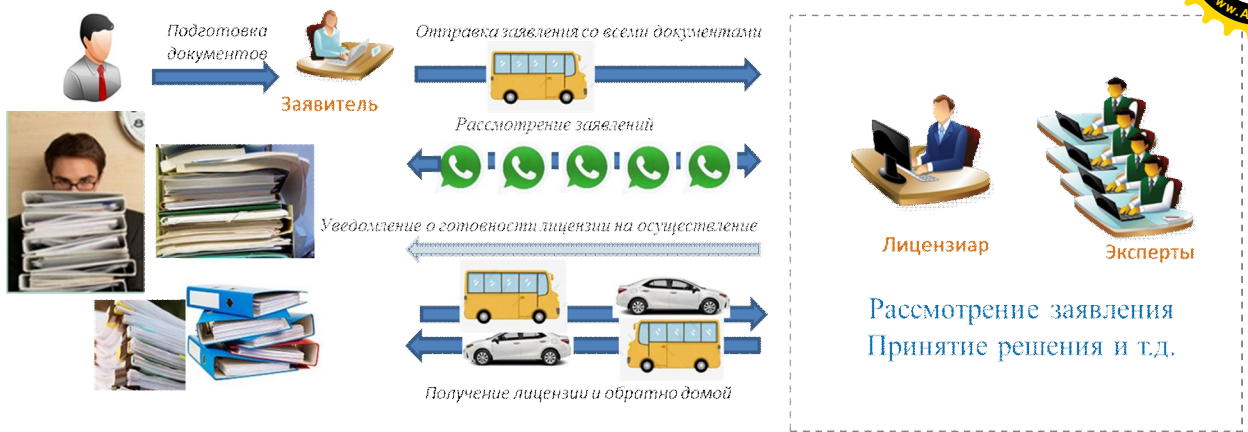 Подготовка
документов
Заявитель
Отправка заявления со всеми документами
Рассмотрение заявлений
Уведомление о готовности лицензии на осуществление
Получение лицензии и обратно домой
Лицензиар
Эксперты
Рассмотрение заявления
Принятие решения и т.д.